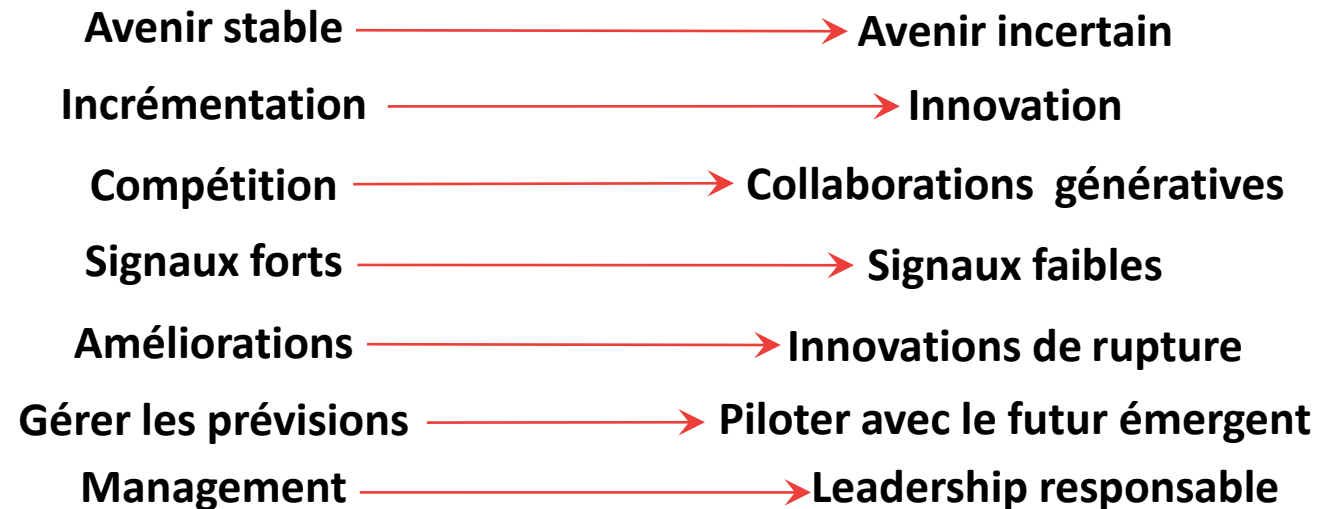 Avenir stable → Avenir incertain
Incrémentation → Innovation
Compétition → Collaborations génératives
Signaux forts → Signaux faibles
Améliorations → Innovations de rupture
Gérer les prévisions → Piloter avec le futur émergent
Management → Leadership responsable